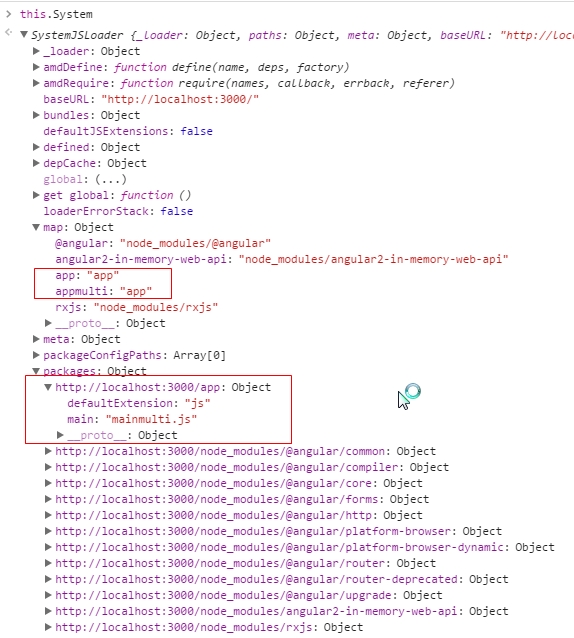 this.System
SystemJSLoader {_loader: Object, paths: Object, meta: Object, baseURL: "http://loc
_loader: Object
amdDefine: function define(name, deps, factory)
amdRequire: function require(names, callback, errback, referer)
baseURL: "http://localhost:3000/"
bundles: Object
defaultJSExtensions: false
defined: Object
depCache: Object
global: (...)
get global: function ()
loaderErrorStack: false
map: Object
@angular: "node_modules/@angular"
angular2-in-memory-web-api: "node_modules/angular2-in-memory-web-api"
app: "app"
appmulti: "app"
rxjs: "node_modules/rxjs"
__proto__: Object
meta: Object
packageConfigPaths: Array[0]
packages: Object
http://localhost:3000/app: Object
defaultExtension: "js"
main: "mainmulti.js"
__proto__: Object
http://localhost:3000/node_modules/@angular/common: Object
http://localhost:3000/node_modules/@angular/compiler: Object
http://localhost:3000/node_modules/@angular/core: Object
http://localhost:3000/node_modules/@angular/forms: Object
http://localhost:3000/node_modules/@angular/http: Object
http://localhost:3000/node_modules/@angular/platform-browser: Object
http://localhost:3000/node_modules/@angular/platform-browser-dynamic: Object
http://localhost:3000/node_modules/@angular/router: Object
http://localhost:3000/node_modules/@angular/router-deprecated: Object
http://localhost:3000/node_modules/@angular/upgrade: Object
http://localhost:3000/node_modules/angular2-in-memory-web-api: Object
http://localhost:3000/node_modules/rxjs: Object